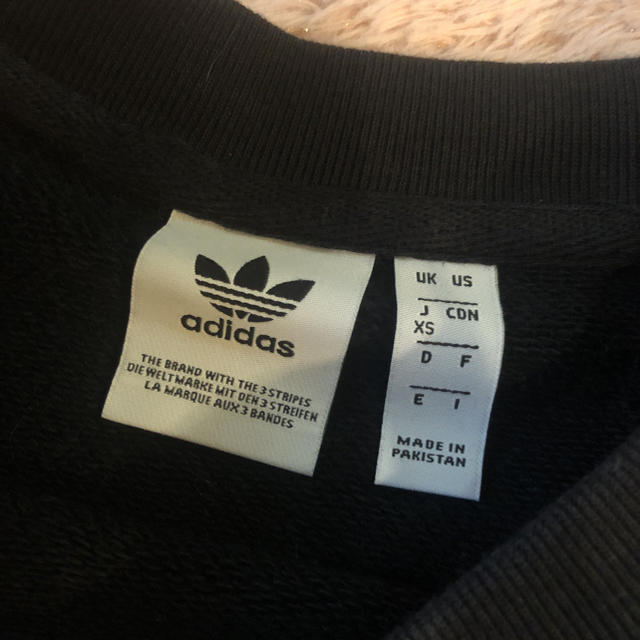 adidas
THE BRAND WITH THE 3 STRIPES
DIE WELTMARKE MIT DEN 3 STREIFEN
LA MARQUE AUX 3 BANDES
UK US
J CDN
XS
D F
E I
MADE IN
PAKISTAN